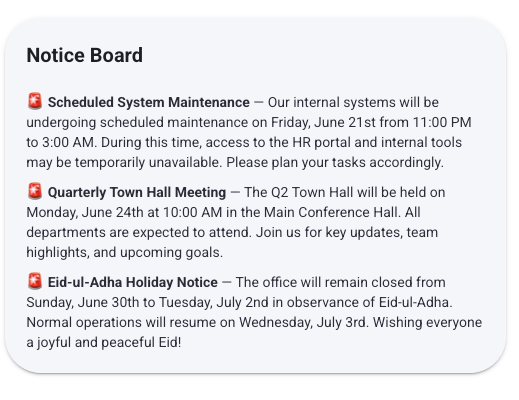 Notice Board
🚨 Scheduled System Maintenance — Our internal systems will be
undergoing scheduled maintenance on Friday, June 21st from 11:00 PM
to 3:00 AM. During this time, access to the HR portal and internal tools
may be temporarily unavailable. Please plan your tasks accordingly.
🚨 Quarterly Town Hall Meeting — The Q2 Town Hall will be held on
Monday, June 24th at 10:00 AM in the Main Conference Hall. All
departments are expected to attend. Join us for key updates, team
highlights, and upcoming goals.
🚨 Eid-ul-Adha Holiday Notice — The office will remain closed from
Sunday, June 30th to Tuesday, July 2nd in observance of Eid-ul-Adha.
Normal operations will resume on Wednesday, July 3rd. Wishing everyone
a joyful and peaceful Eid!